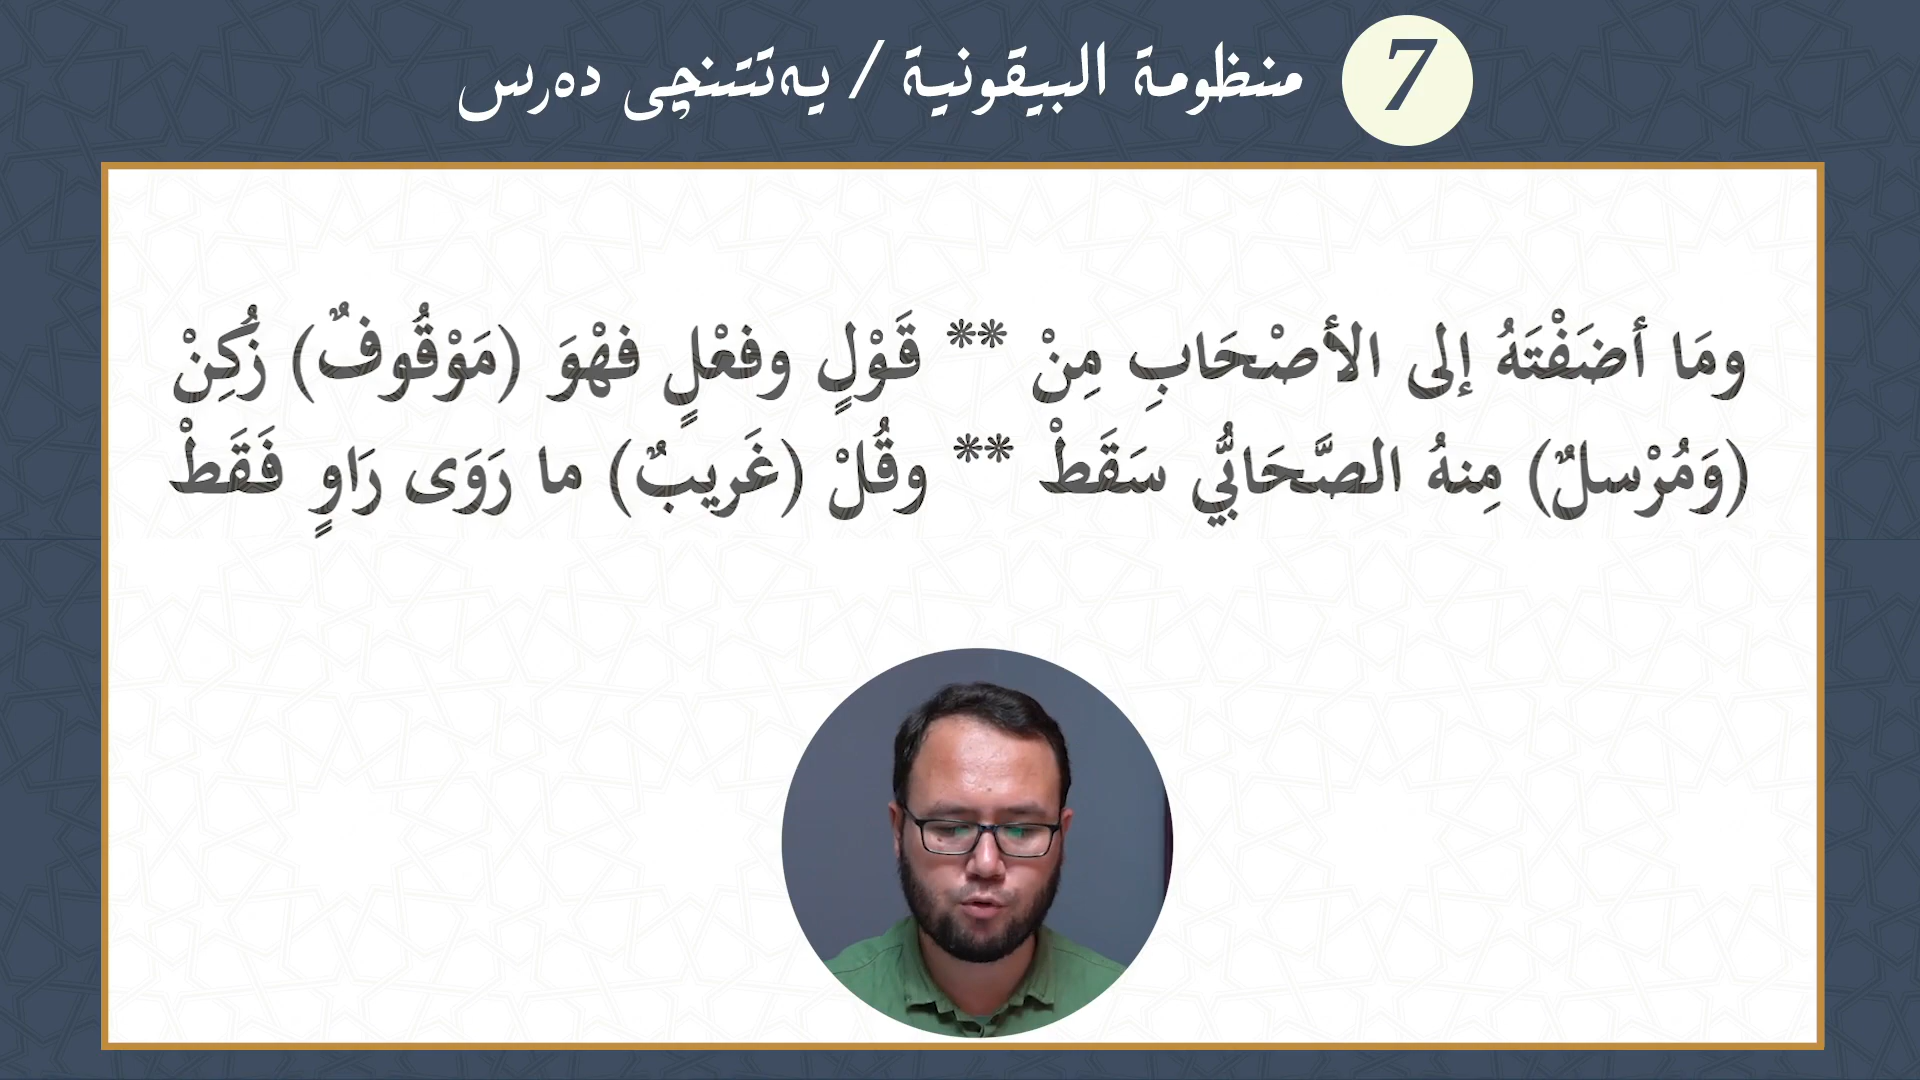 7 منظومة البيقونية / يەتتىنچى دەرس
ومَا أضَفْتَهُ إلى الأصْحَابِ مِنْ ** قَوْلٍ وفعْلٍ فهْوَ (مَوْقُوفٌ) زُكِنْ
(وَمُرْسلٌ) مِنهُ الصَّحَابيُّ سَقَطْ ** وقُلْ (غَريبٌ) ما رَوَى رَاوٍ فَقَطْ